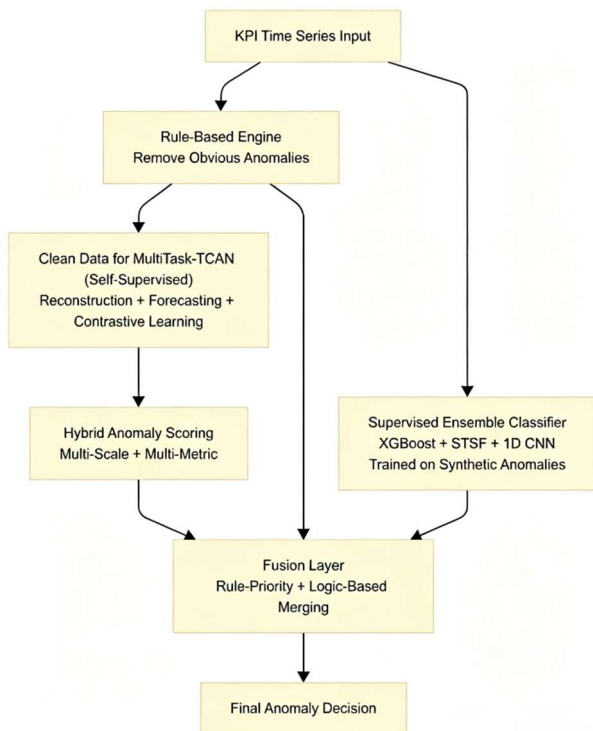 KPI Time Series Input
Rule-Based Engine
Remove Obvious Anomalies
Clean Data for MultiTask-TCAN
(Self-Supervised)
Reconstruction + Forecasting +
Contrastive Learning
Hybrid Anomaly Scoring
Multi-Scale + Multi-Metric
Supervised Ensemble Classifier
XGBoost + STSF + 1D CNN
Trained on Synthetic Anomalies
Fusion Layer
Rule-Priority + Logic-Based
Merging
Final Anomaly Decision